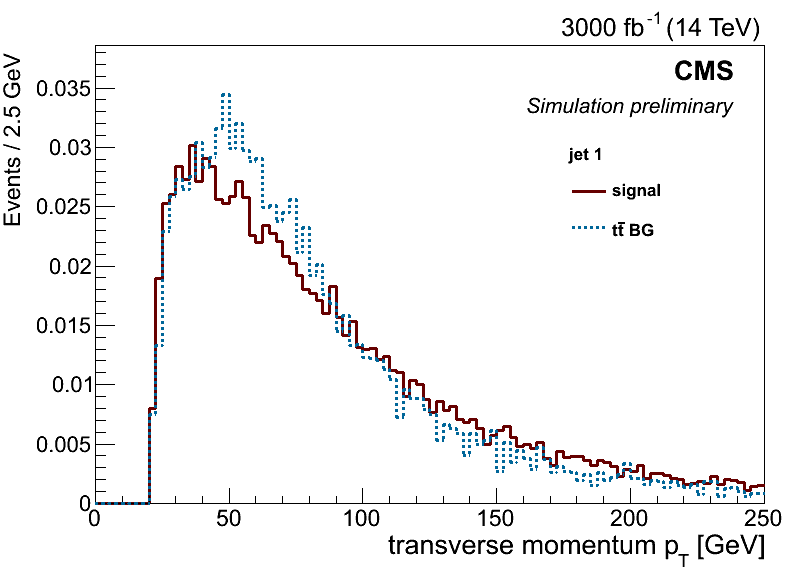 3000 fb⁻¹ (14 TeV)
CMS
Simulation preliminary
jet 1
signal
tt̄ BG
Events / 2.5 GeV
0.035
0.03
0.025
0.02
0.015
0.01
0.005
0
0 50 100 150 200 250
transverse momentum p_T [GeV]